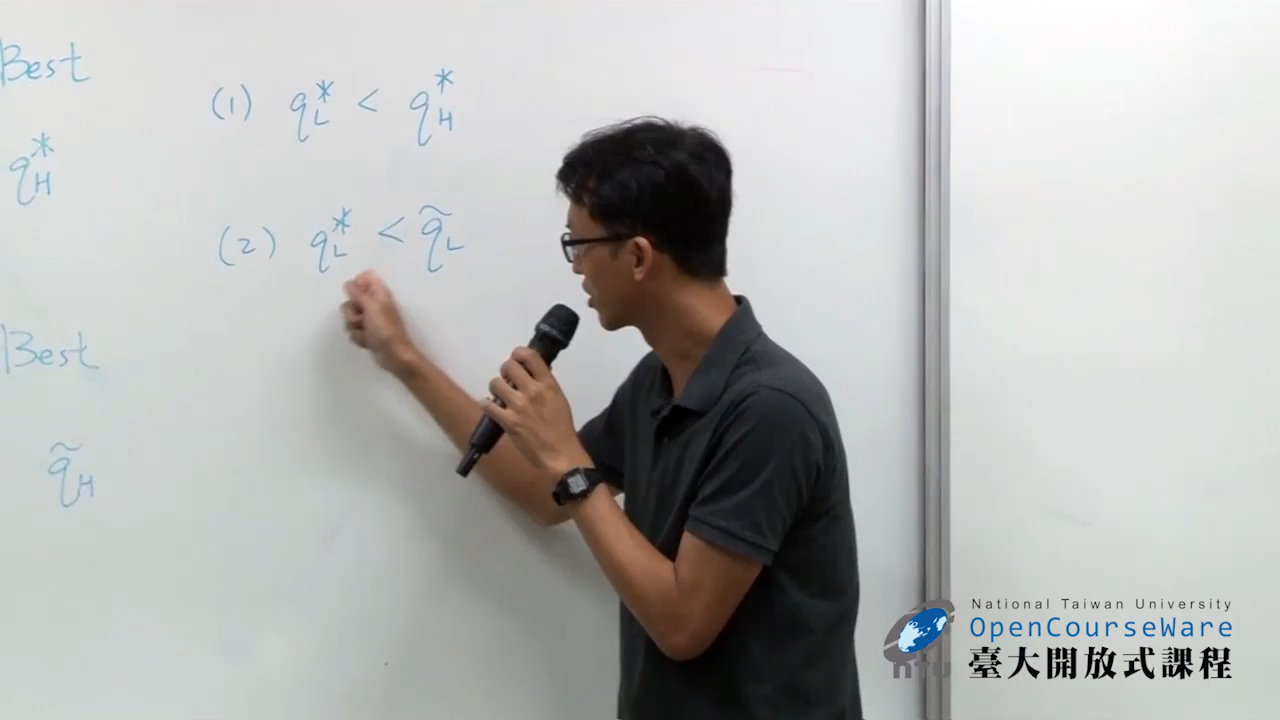 Best
q*_H
Best
q̃_H
(1) q*_L < q*_H
(2) q*_L < q̃_L
National Taiwan University
OpenCourseWare
臺大開放式課程
ntu